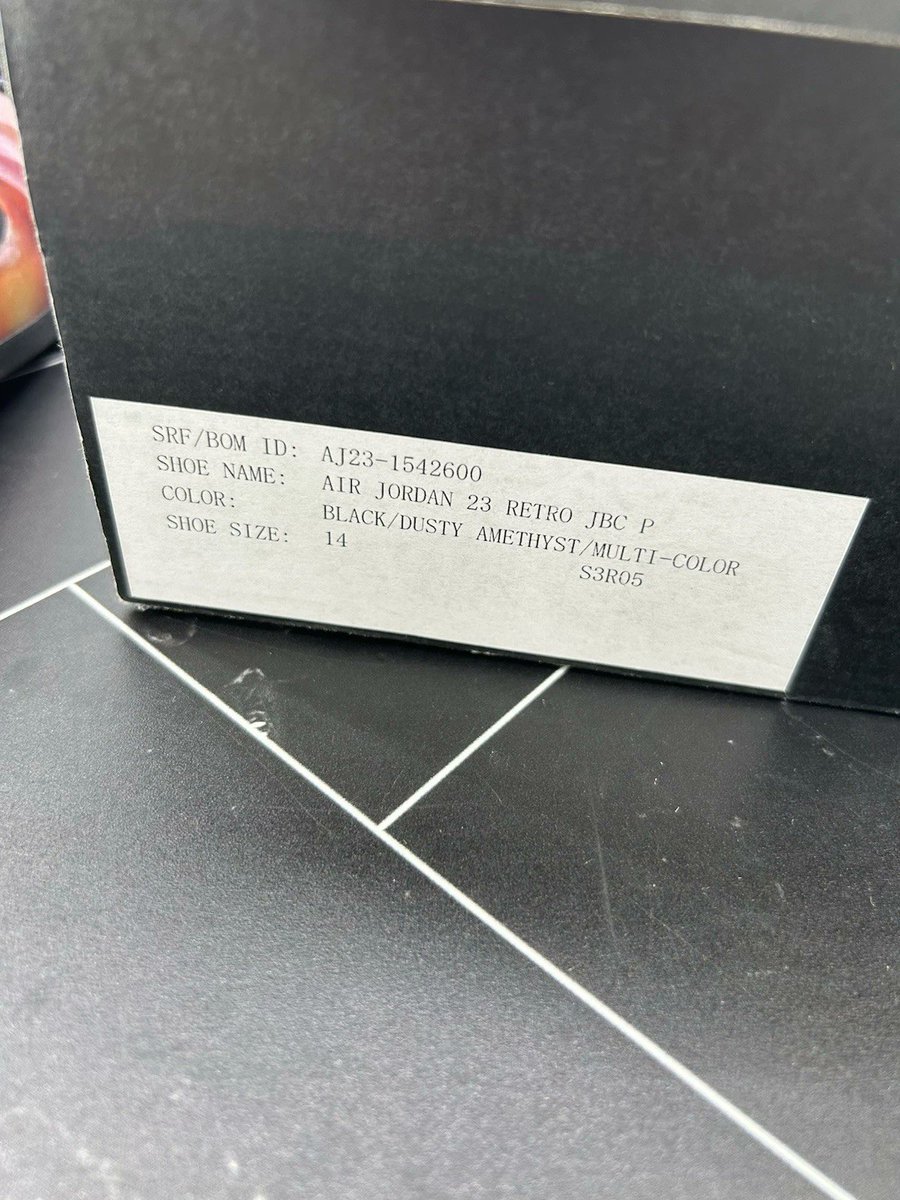 SRF/BOM ID: AJ23-1542600
SHOE NAME: AIR JORDAN 23 RETRO JBC P
COLOR: BLACK/DUSTY AMETHYST/MULTI-COLOR
SHOE SIZE: 14 S3R05